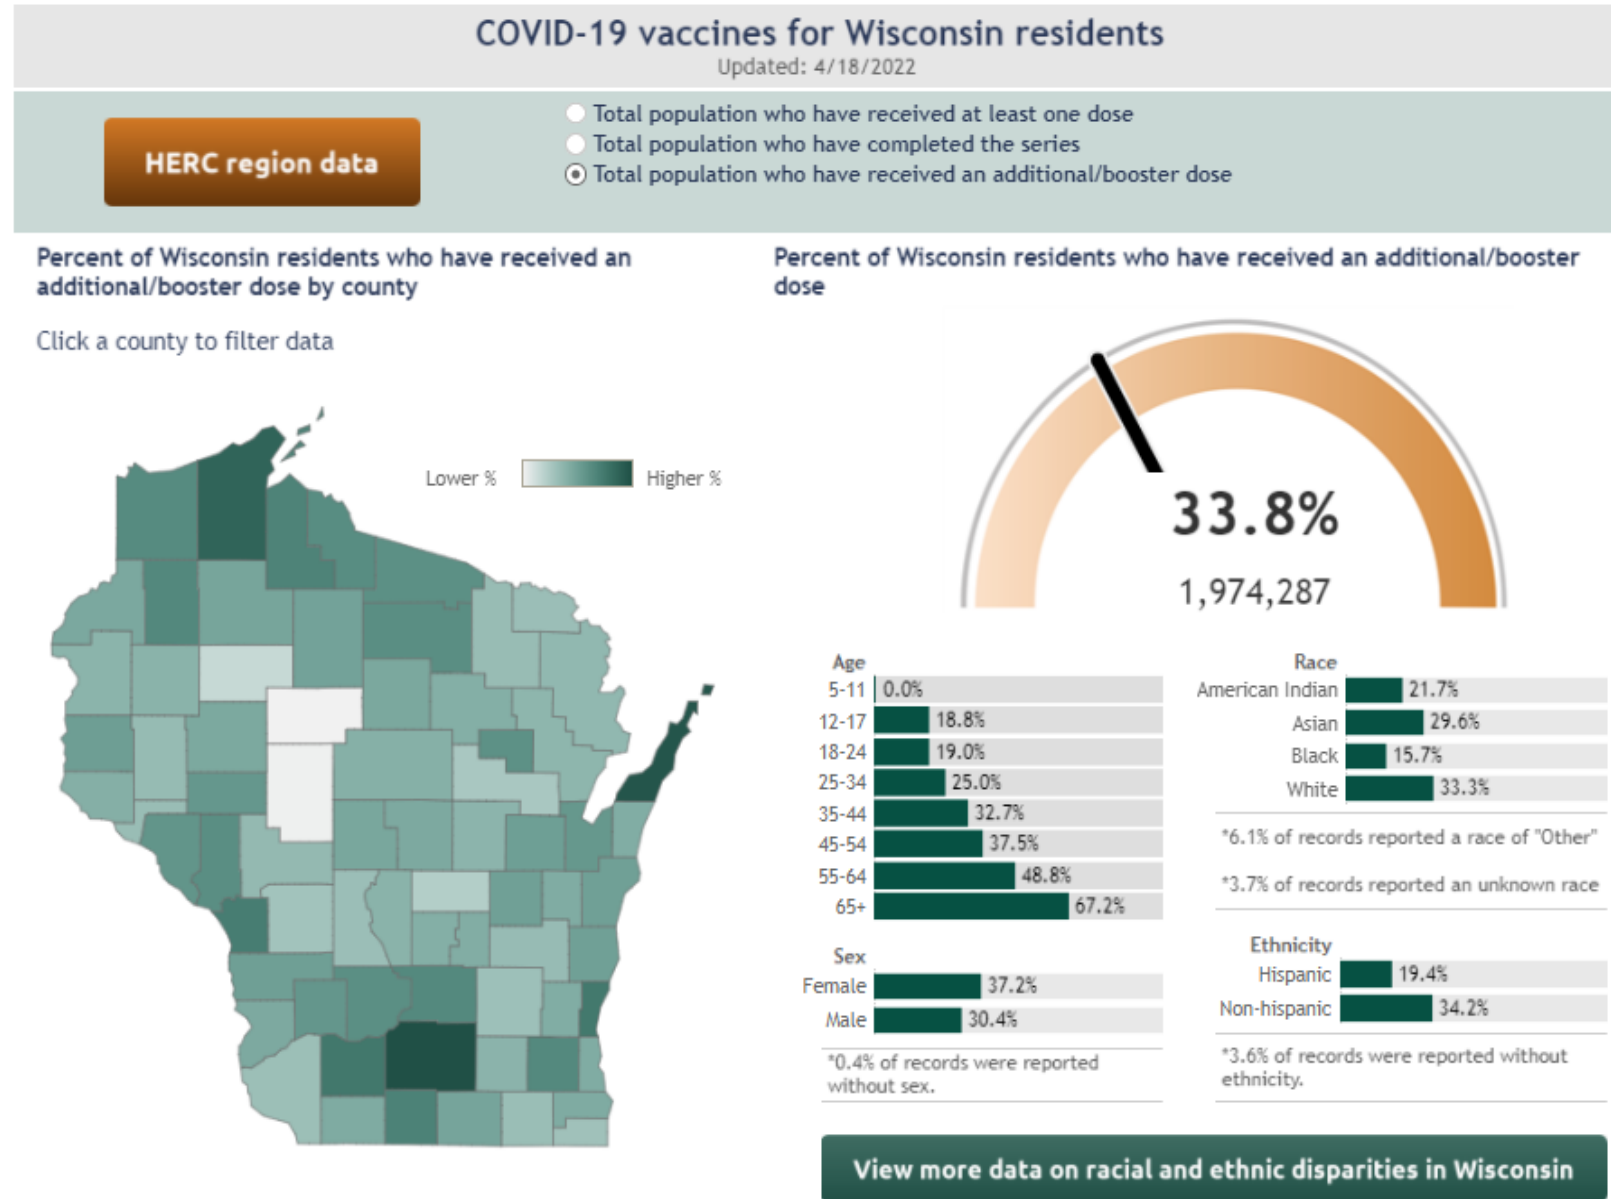 COVID-19 vaccines for Wisconsin residents
Updated: 4/18/2022
HERC region data
Total population who have received at least one dose
Total population who have completed the series
Total population who have received an additional/booster dose
Percent of Wisconsin residents who have received an
additional/booster dose by county
Click a county to filter data
Lower %
Higher %
Percent of Wisconsin residents who have received an additional/booster
dose
33.8%
1,974,287
Age
5-11 0.0%
12-17 18.8%
18-24 19.0%
25-34 25.0%
35-44 32.7%
45-54 37.5%
55-64 48.8%
65+ 67.2%
Sex
Female 37.2%
Male 30.4%
*0.4% of records were reported
without sex.
Race
American Indian 21.7%
Asian 29.6%
Black 15.7%
White 33.3%
*6.1% of records reported a race of "Other"
*3.7% of records reported an unknown race
Ethnicity
Hispanic 19.4%
Non-hispanic 34.2%
*3.6% of records were reported without
ethnicity.
View more data on racial and ethnic disparities in Wisconsin